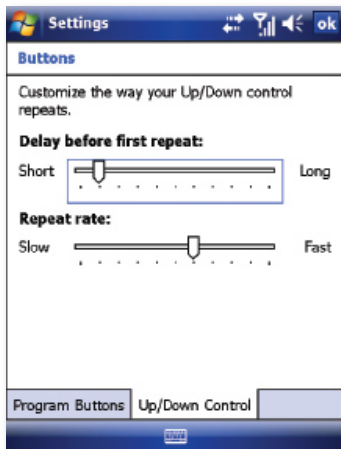 Settings
ok
Buttons
Customize the way your Up/Down control
repeats.
Delay before first repeat:
Short Long
Repeat rate:
Slow Fast
Program Buttons Up/Down Control